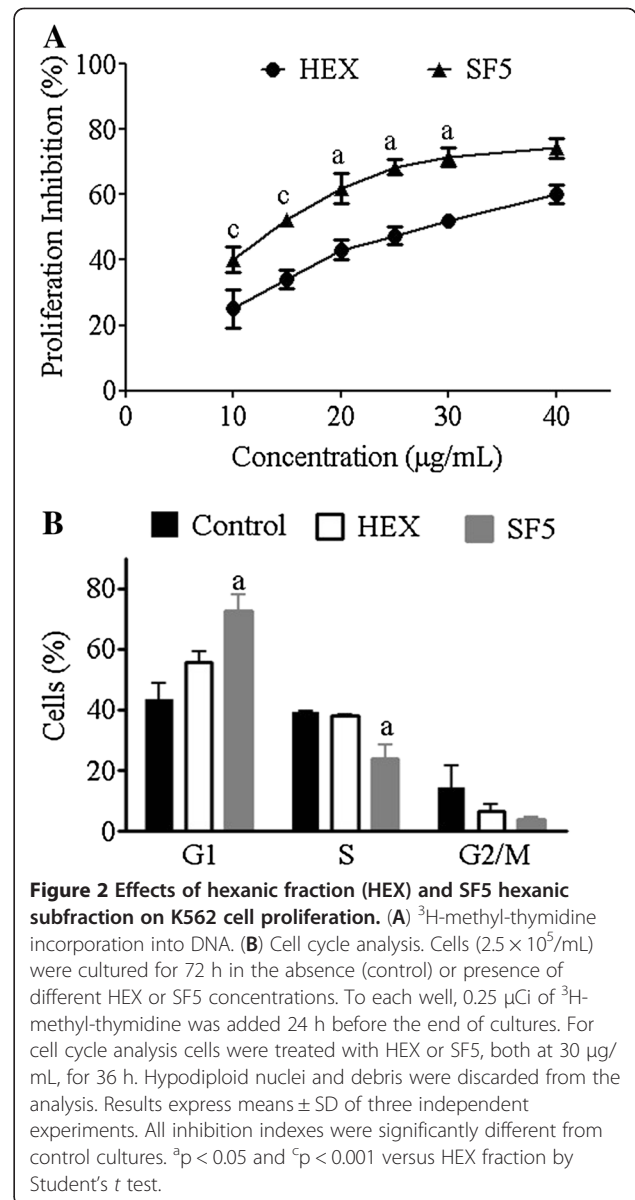 A
HEX SF5
100
80
60
40
20
0
Proliferation Inhibition (%)
c c a a a
0 10 20 30 40
Concentration (µg/mL)
B
Control HEX SF5
80
60
40
20
0
Cells (%)
a
a
G1 S G2/M
Figure 2 Effects of hexanic fraction (HEX) and SF5 hexanic
subfraction on K562 cell proliferation. (A) ³H-methyl-thymidine
incorporation into DNA. (B) Cell cycle analysis. Cells (2.5 × 10⁵/mL)
were cultured for 72 h in the absence (control) or presence of
different HEX or SF5 concentrations. To each well, 0.25 µCi of ³H-
methyl-thymidine was added 24 h before the end of cultures. For
cell cycle analysis cells were treated with HEX or SF5, both at 30 µg/
mL, for 36 h. Hypodiploid nuclei and debris were discarded from the
analysis. Results express means ± SD of three independent
experiments. All inhibition indexes were significantly different from
control cultures. ᵃp < 0.05 and ᶜp < 0.001 versus HEX fraction by
Student's t test.